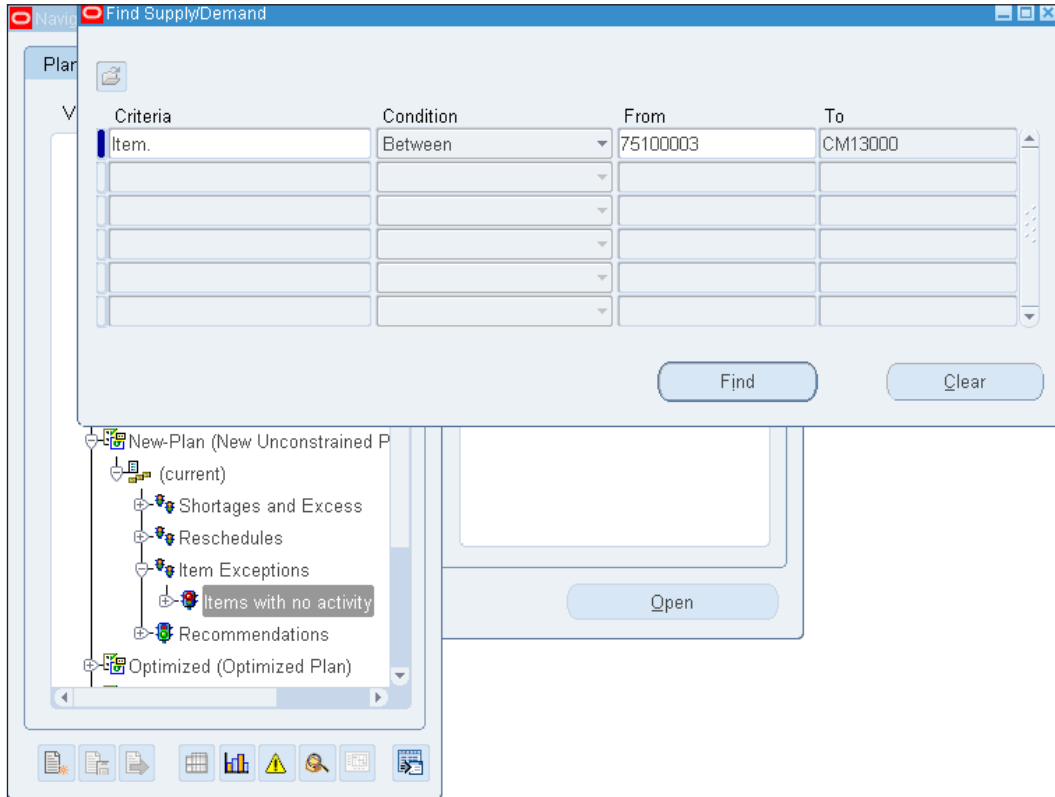 Navig
Find Supply/Demand
Plan
V
Criteria Condition From To
Item. Between 75100003 CM13000
Find Clear
New-Plan (New Unconstrained P
(current)
Shortages and Excess
Reschedules
Item Exceptions
Items with no activity
Recommendations
Optimized (Optimized Plan)
Open